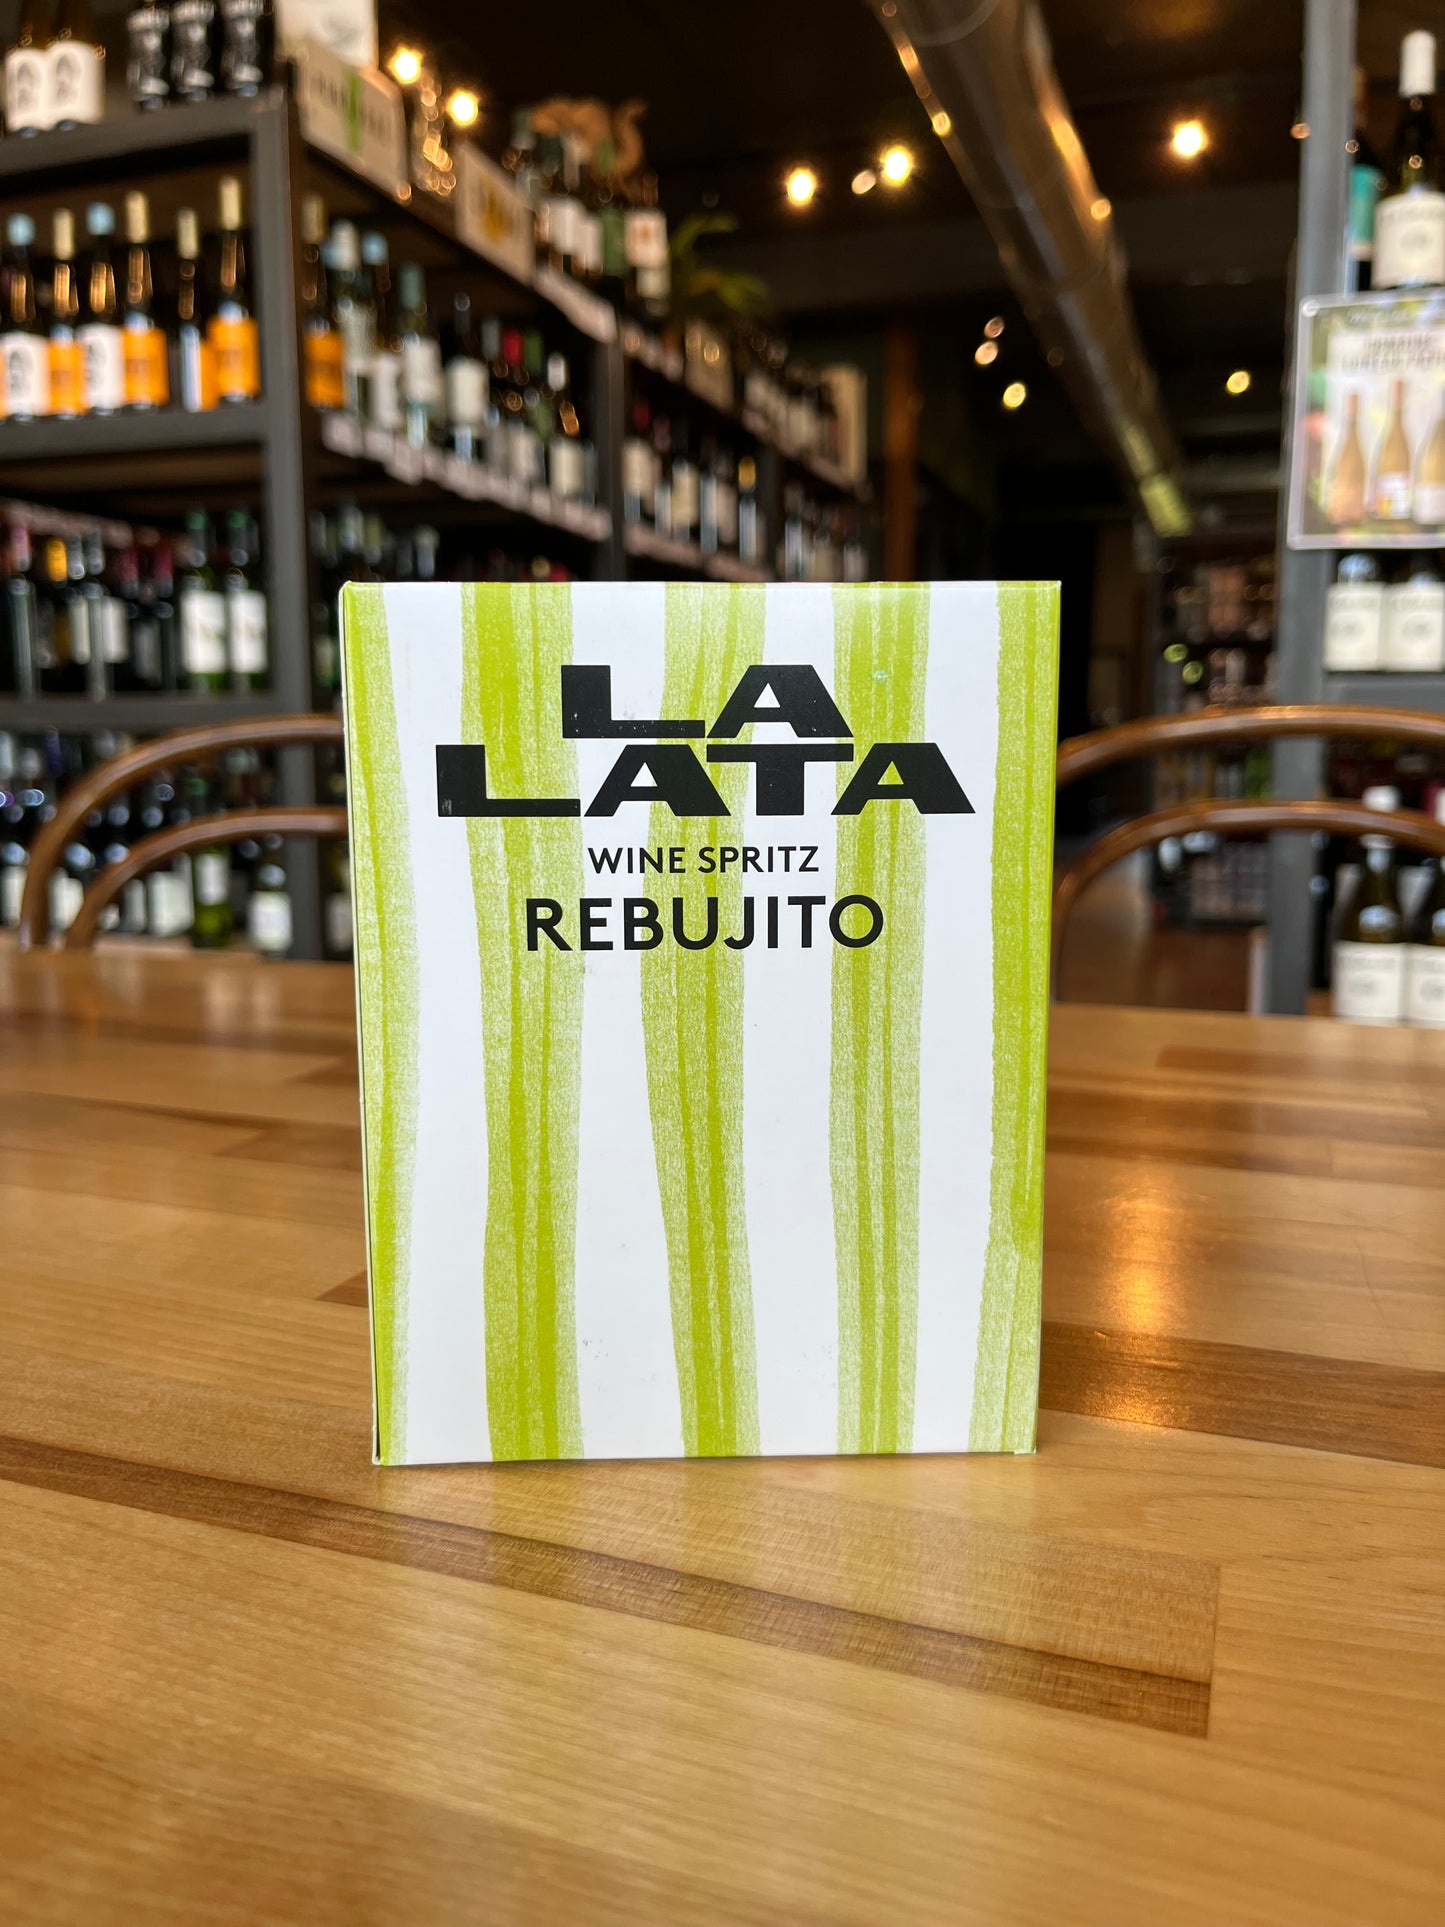 LA
LATA
WINE SPRITZ
REBUJITO